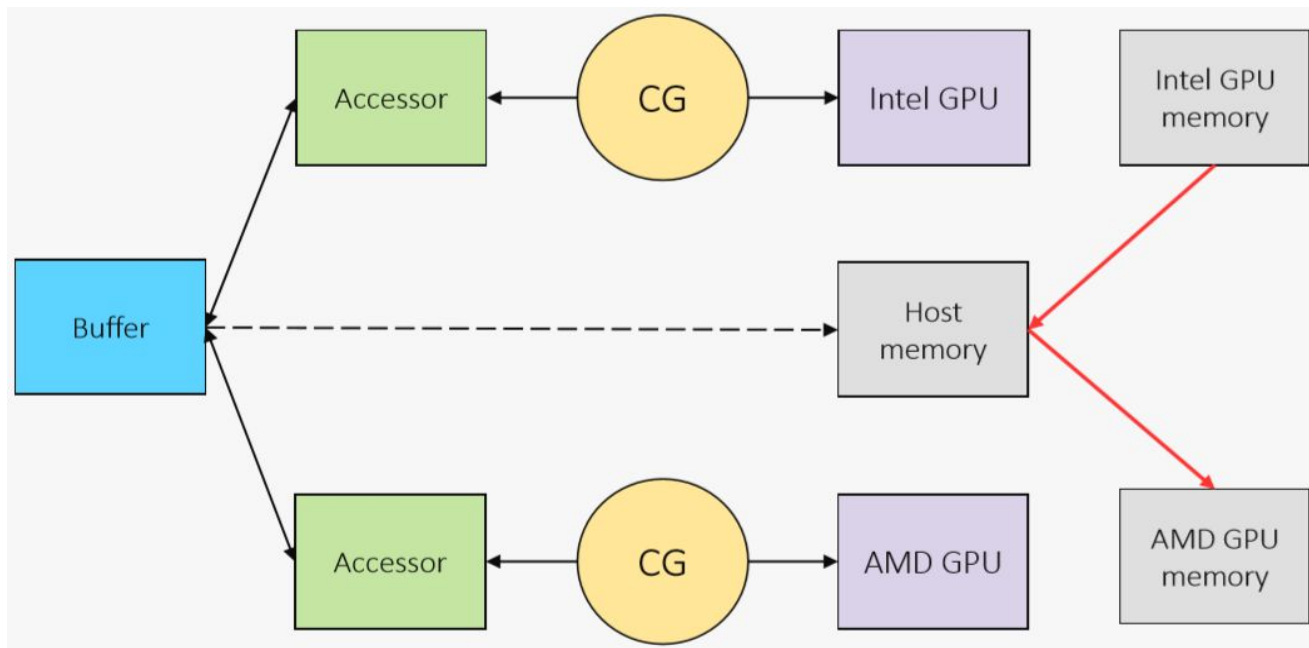 Accessor
CG
Intel GPU
Intel GPU
memory
Buffer
Host
memory
Accessor
CG
AMD GPU
AMD GPU
memory